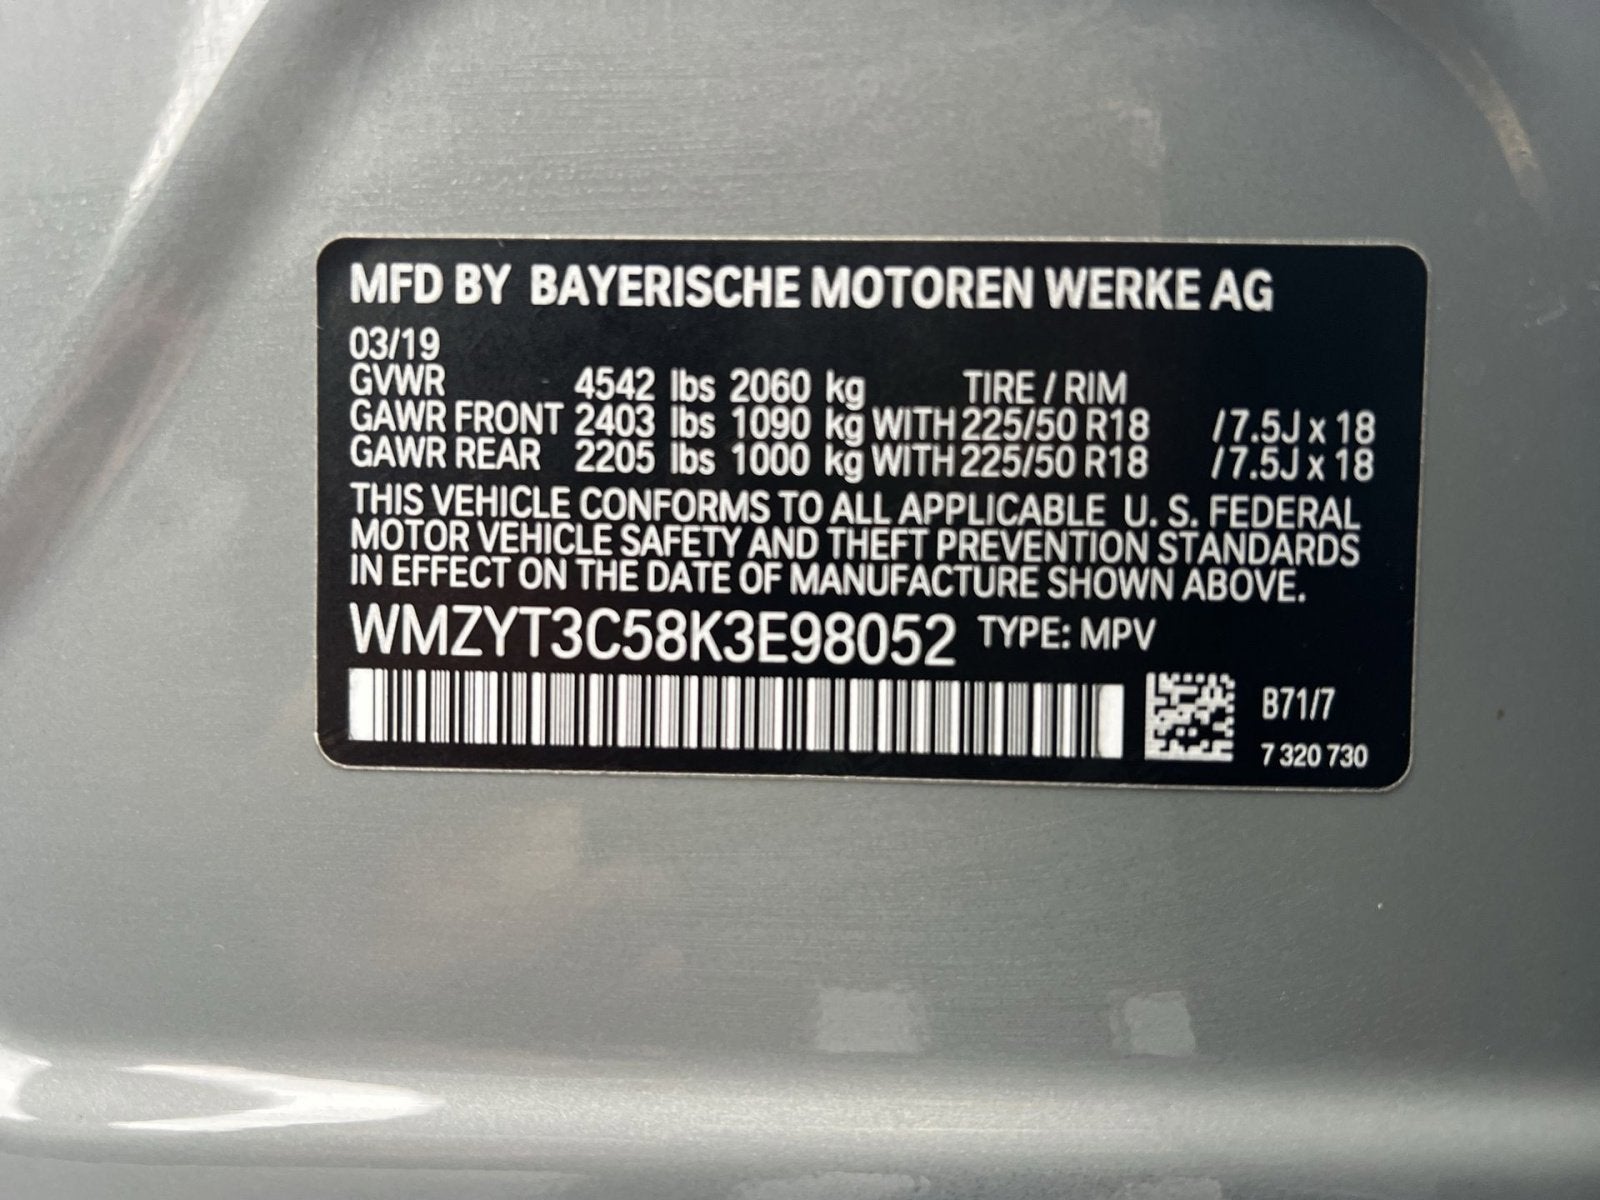 MFD BY BAYERISCHE MOTOREN WERKE AG
03/19
GVWR 4542 lbs 2060 kg TIRE / RIM
GAWR FRONT 2403 lbs 1090 kg WITH 225/50 R18 / 7.5J x 18
GAWR REAR 2205 lbs 1000 kg WITH 225/50 R18 / 7.5J x 18
THIS VEHICLE CONFORMS TO ALL APPLICABLE U. S. FEDERAL
MOTOR VEHICLE SAFETY AND THEFT PREVENTION STANDARDS
IN EFFECT ON THE DATE OF MANUFACTURE SHOWN ABOVE.
WMZYT3C58K3E98052 TYPE: MPV
B71/7
7 320 730